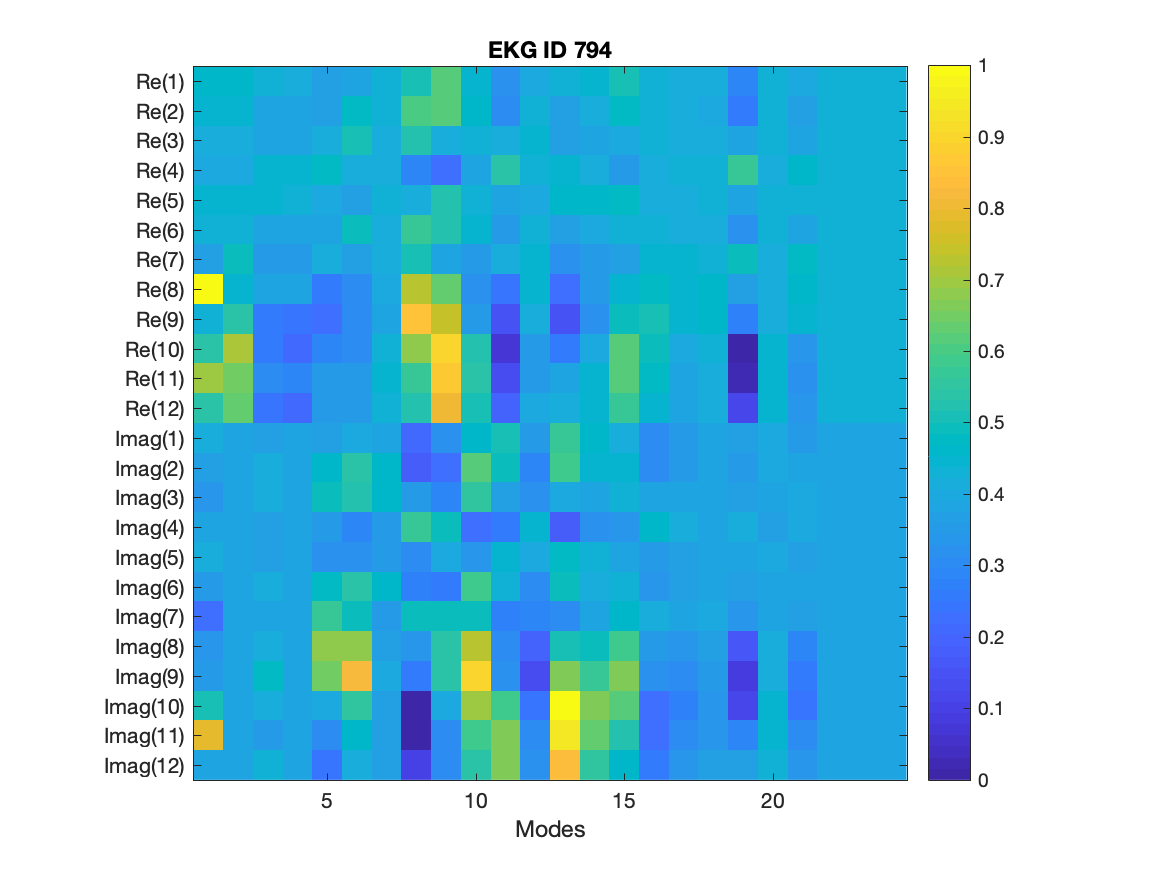 EKG ID 794
Re(1)
Re(2)
Re(3)
Re(4)
Re(5)
Re(6)
Re(7)
Re(8)
Re(9)
Re(10)
Re(11)
Re(12)
Imag(1)
Imag(2)
Imag(3)
Imag(4)
Imag(5)
Imag(6)
Imag(7)
Imag(8)
Imag(9)
Imag(10)
Imag(11)
Imag(12)
5 10 15 20
Modes
1
0.9
0.8
0.7
0.6
0.5
0.4
0.3
0.2
0.1
0